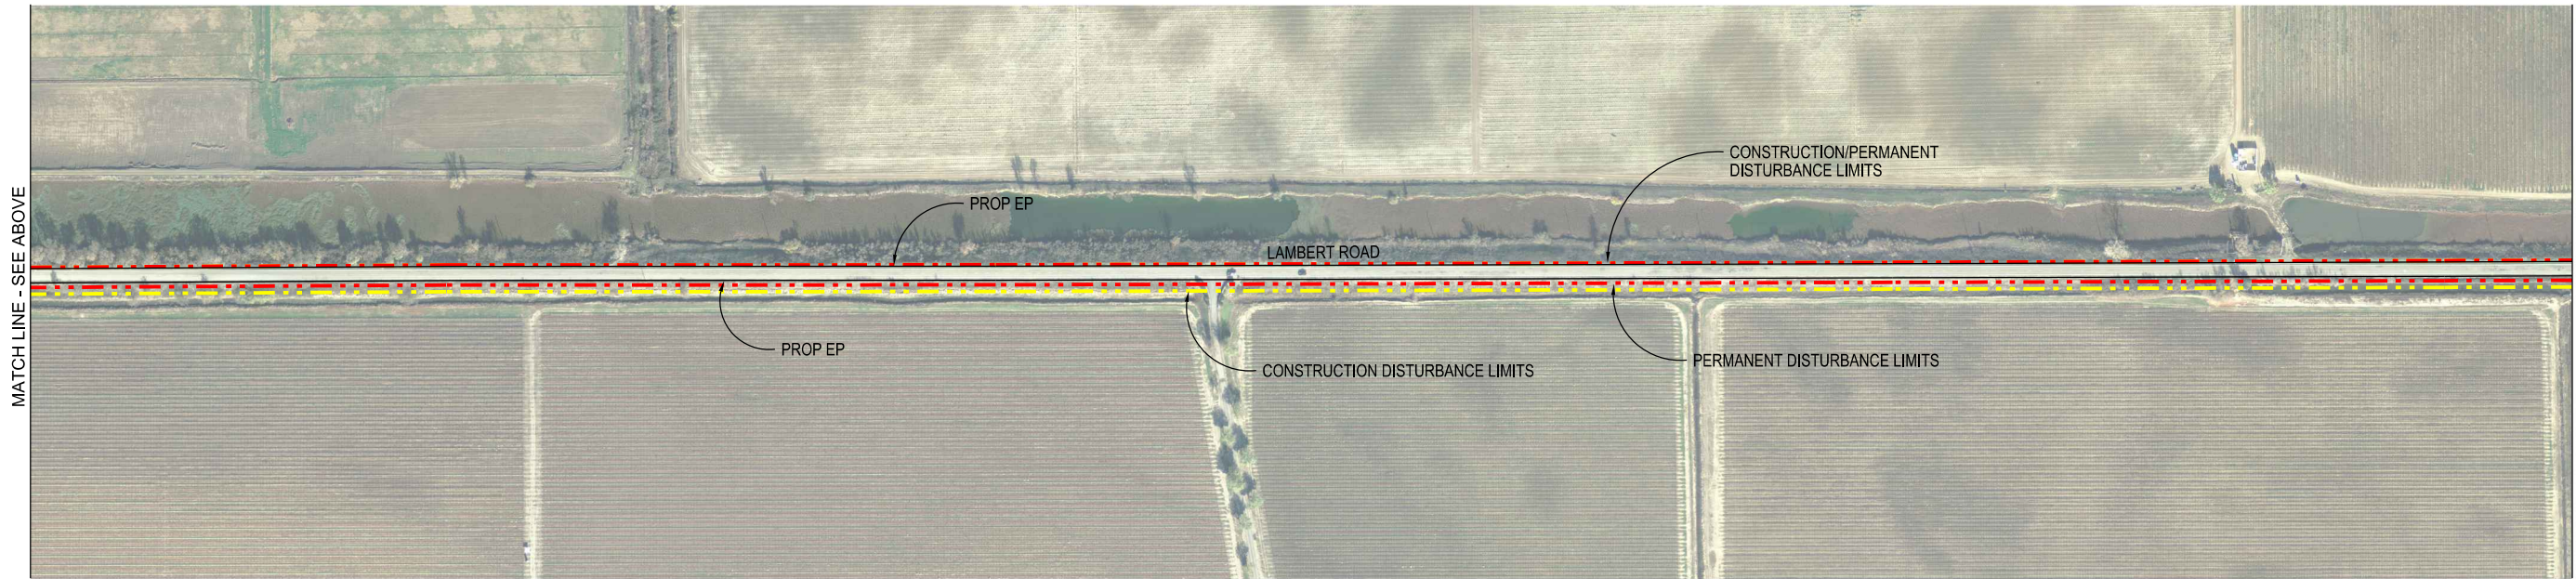 MATCH LINE - SEE ABOVE
CONSTRUCTION/PERMANENT
DISTURBANCE LIMITS
PROP EP
LAMBERT ROAD
PROP EP
CONSTRUCTION DISTURBANCE LIMITS
PERMANENT DISTURBANCE LIMITS